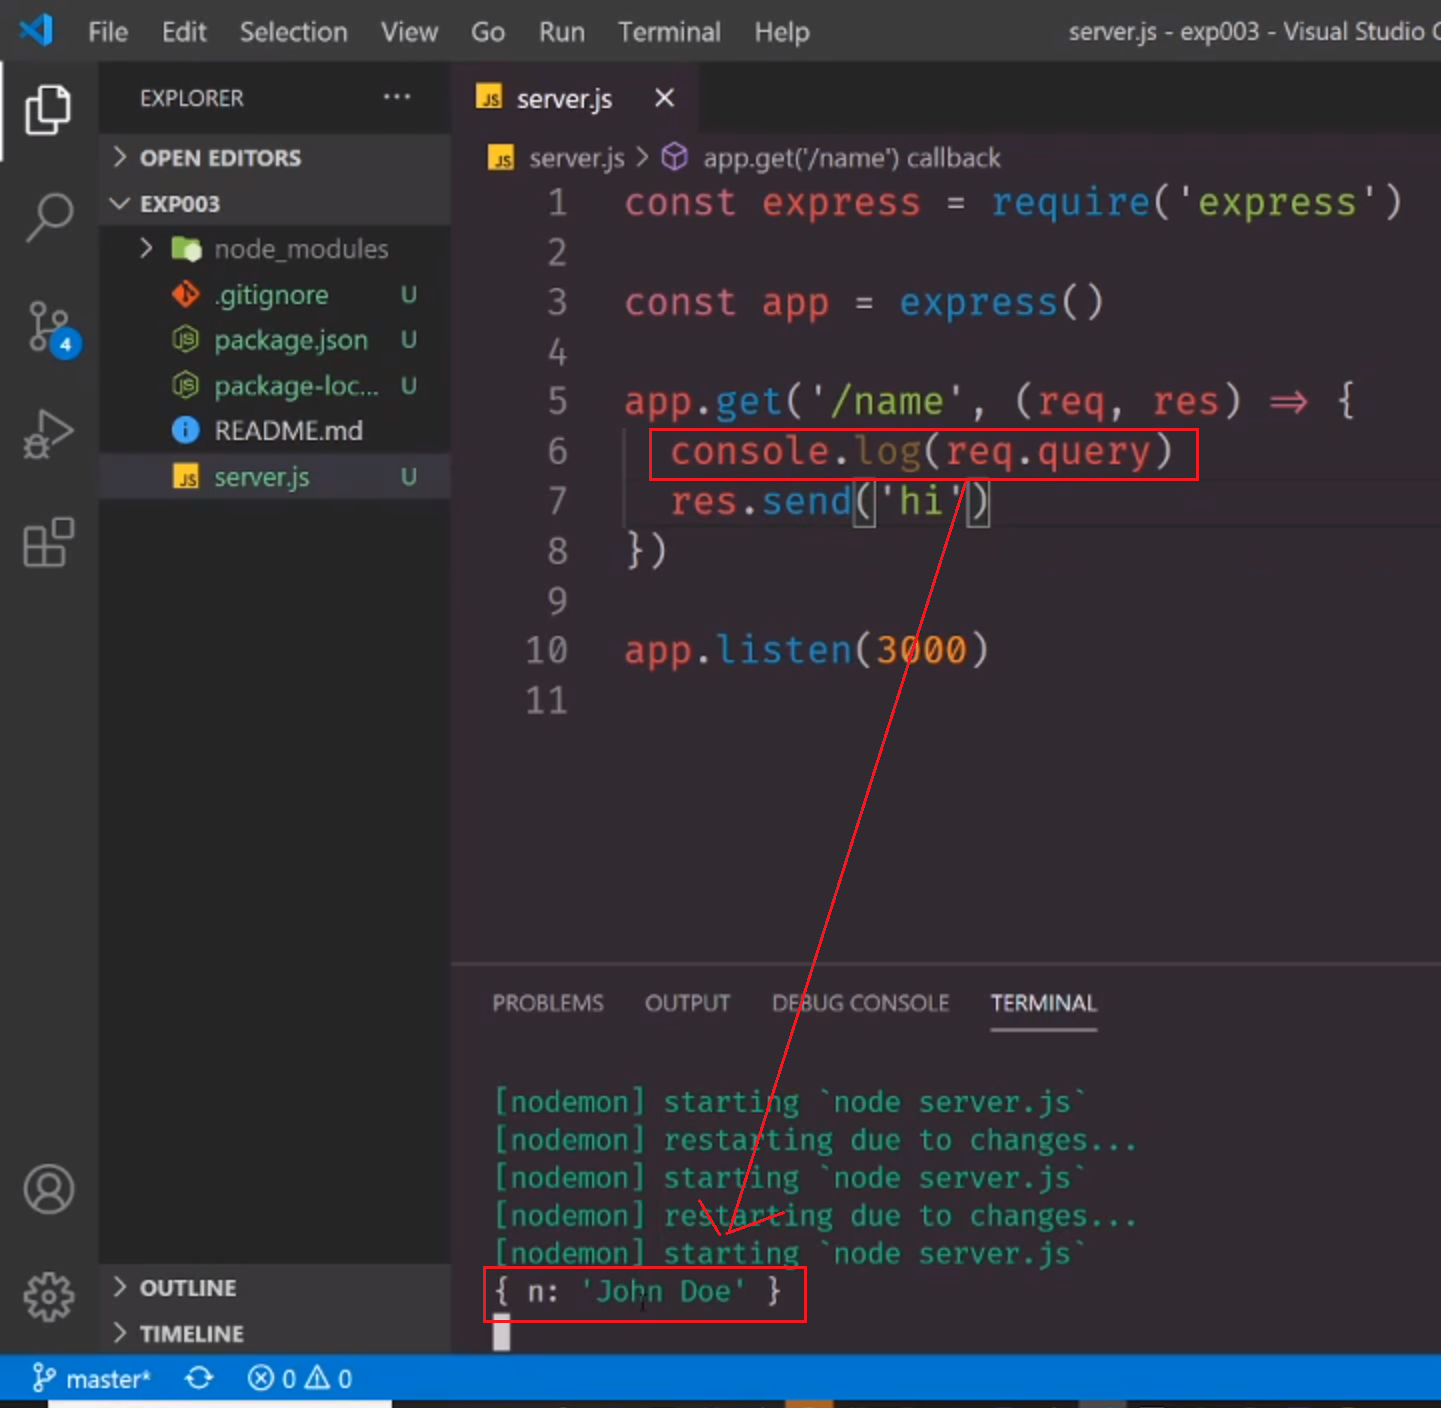 File Edit Selection View Go Run Terminal Help server.js - exp003 - Visual Studio
EXPLORER ···
server.js
OPEN EDITORS
server.js > app.get('/name') callback
EXP003
node_modules
.gitignore U
package.json U
package-loc... U
README.md
server.js U
4
1 const express = require('express')
2
3 const app = express()
4
5 app.get('/name', (req, res) ⇒ {
6 console.log(req.query)
7 res.send('hi')
8 })
9
10 app.listen(3000)
11
PROBLEMS OUTPUT DEBUG CONSOLE TERMINAL
[nodemon] starting `node server.js`
[nodemon] restarting due to changes...
[nodemon] starting `node server.js`
[nodemon] restarting due to changes...
[nodemon] starting `node server.js`
{ n: 'John Doe' }
OUTLINE
TIMELINE
master* 0 0